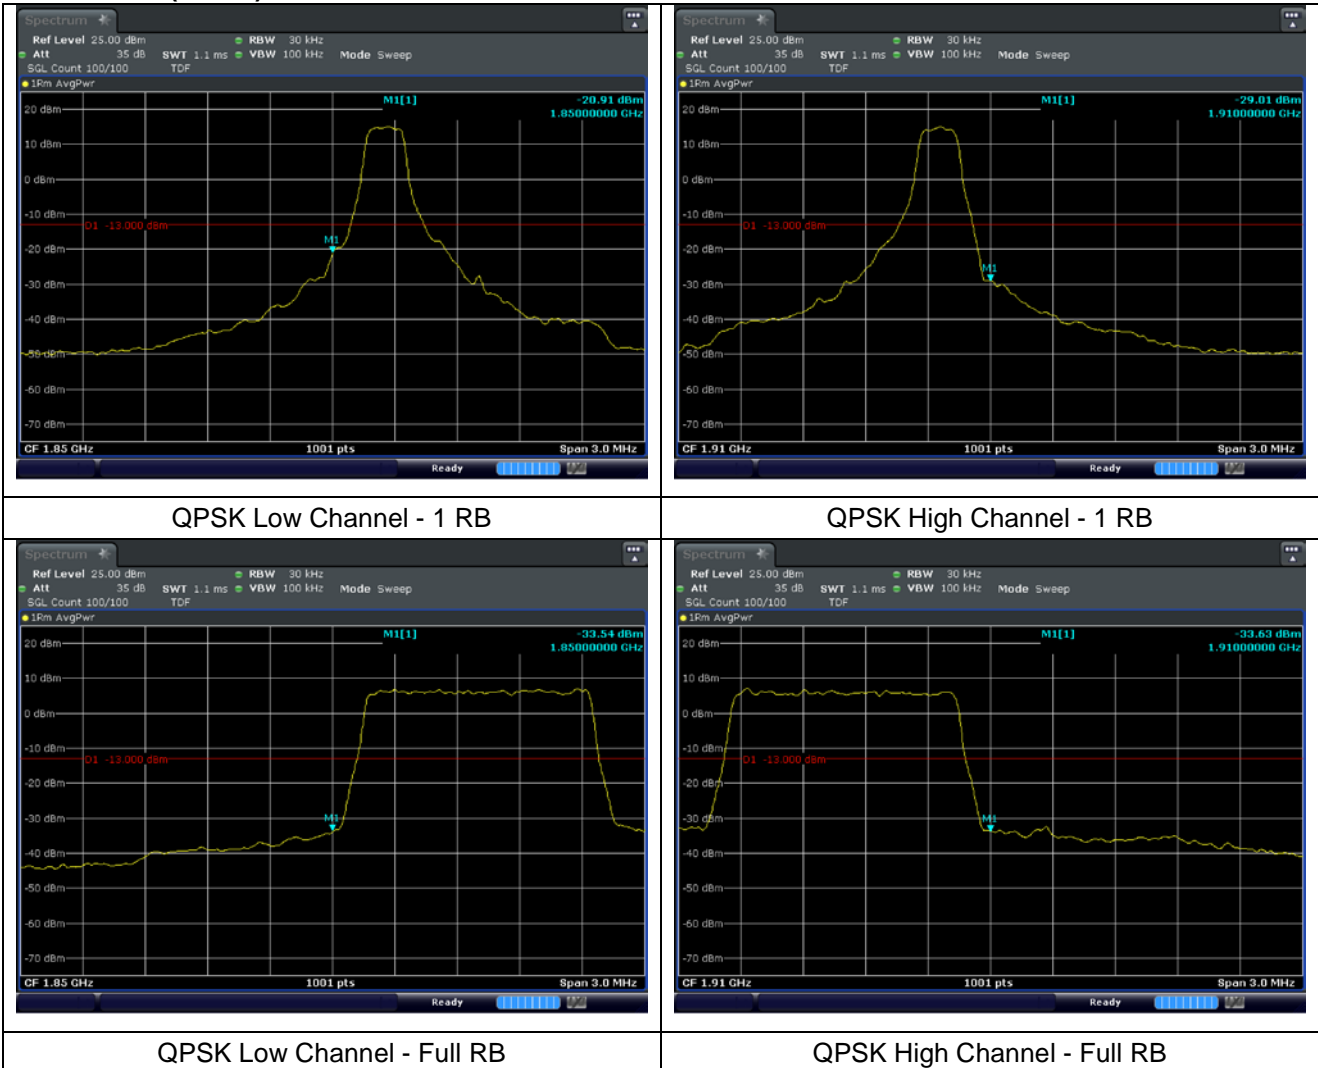 Spectrum
Ref Level 25.00 dBm RBW 30 kHz
Att 35 dB SWT 1.1 ms VBW 100 kHz Mode Sweep
SGL Count 100/100 TDF
1Rm AvgPwr
M1[1] -20.91 dBm
1.85000000 GHz
20 dBm
10 dBm
0 dBm
-10 dBm
D1 -13.000 dBm
M1
-20 dBm
-30 dBm
-40 dBm
-50 dBm
-60 dBm
-70 dBm
CF 1.85 GHz 1001 pts Span 3.0 MHz
Ready
QPSK Low Channel - 1 RB
Spectrum
Ref Level 25.00 dBm RBW 30 kHz
Att 35 dB SWT 1.1 ms VBW 100 kHz Mode Sweep
SGL Count 100/100 TDF
1Rm AvgPwr
M1[1] -29.01 dBm
1.91000000 GHz
20 dBm
10 dBm
0 dBm
-10 dBm
D1 -13.000 dBm
-20 dBm
M1
-30 dBm
-40 dBm
-50 dBm
-60 dBm
-70 dBm
CF 1.91 GHz 1001 pts Span 3.0 MHz
Ready
QPSK High Channel - 1 RB
Spectrum
Ref Level 25.00 dBm RBW 30 kHz
Att 35 dB SWT 1.1 ms VBW 100 kHz Mode Sweep
SGL Count 100/100 TDF
1Rm AvgPwr
M1[1] -33.54 dBm
1.85000000 GHz
20 dBm
10 dBm
0 dBm
-10 dBm
D1 -13.000 dBm
-20 dBm
-30 dBm
M1
-40 dBm
-50 dBm
-60 dBm
-70 dBm
CF 1.85 GHz 1001 pts Span 3.0 MHz
Ready
QPSK Low Channel - Full RB
Spectrum
Ref Level 25.00 dBm RBW 30 kHz
Att 35 dB SWT 1.1 ms VBW 100 kHz Mode Sweep
SGL Count 100/100 TDF
1Rm AvgPwr
M1[1] -33.63 dBm
1.91000000 GHz
20 dBm
10 dBm
0 dBm
-10 dBm
D1 -13.000 dBm
-20 dBm
-30 dBm
M1
-40 dBm
-50 dBm
-60 dBm
-70 dBm
CF 1.91 GHz 1001 pts Span 3.0 MHz
Ready
QPSK High Channel - Full RB